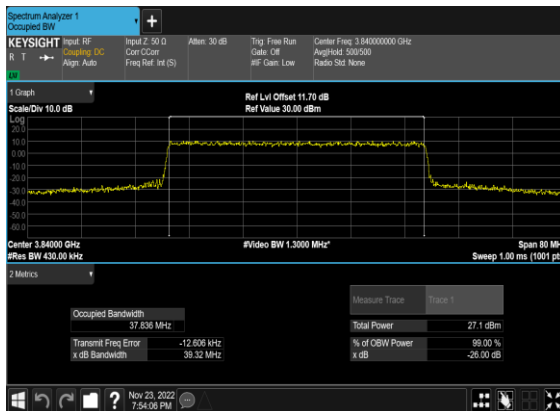 Spectrum Analyzer 1
Occupied BW
KEYSIGHT
R T
LXI
Input: RF
Coupling: DC
Align: Auto
Input Z: 50 Ω
Corr CCorr
Freq Ref: Int (S)
Atten: 30 dB
Trig: Free Run
Gate: Off
#IF Gain: Low
Center Freq: 3.840000000 GHz
Avg|Hold: 500/500
Radio Std: None
1 Graph
Scale/Div 10.0 dB
Ref Lvl Offset 11.70 dB
Ref Value 30.00 dBm
Log
20.0
10.0
0.00
-10.0
-20.0
-30.0
-40.0
-50.0
-60.0
Center 3.84000 GHz
#Res BW 430.00 kHz
#Video BW 1.3000 MHz*
Span 80 MH
Sweep 1.00 ms (1001 pt
2 Metrics
Measure Trace Trace 1
Occupied Bandwidth
37.836 MHz
Total Power 27.1 dBm
Transmit Freq Error -12.606 kHz
% of OBW Power 99.00 %
x dB Bandwidth 39.32 MHz
x dB -26.00 dB
Nov 23, 2022
7:54:06 PM